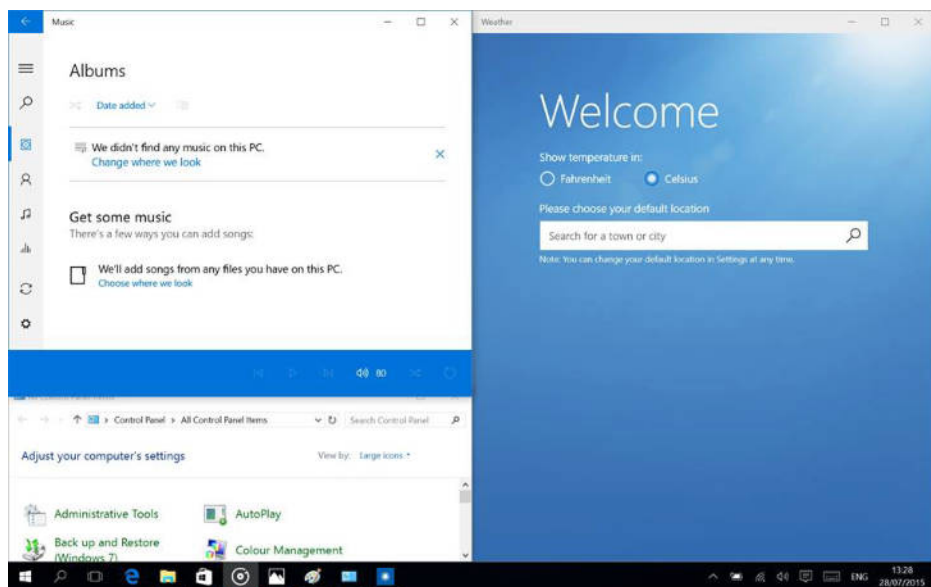 Music
Albums
Date added
We didn't find any music on this PC.
Change where we look
Get some music
There's a few ways you can add songs:
We'll add songs from any files you have on this PC.
Choose where we look
80
Control Panel > All Control Panel Items
Search Control Panel
Adjust your computer's settings
View by: Large icons
Administrative Tools
AutoPlay
Back up and Restore
(Windows 7)
Colour Management
Weather
Welcome
Show temperature in:
Fahrenheit
Celsius
Please choose your default location
Search for a town or city
Note: You can change your default location in Settings at any time.
ENG
13:28
28/07/2015